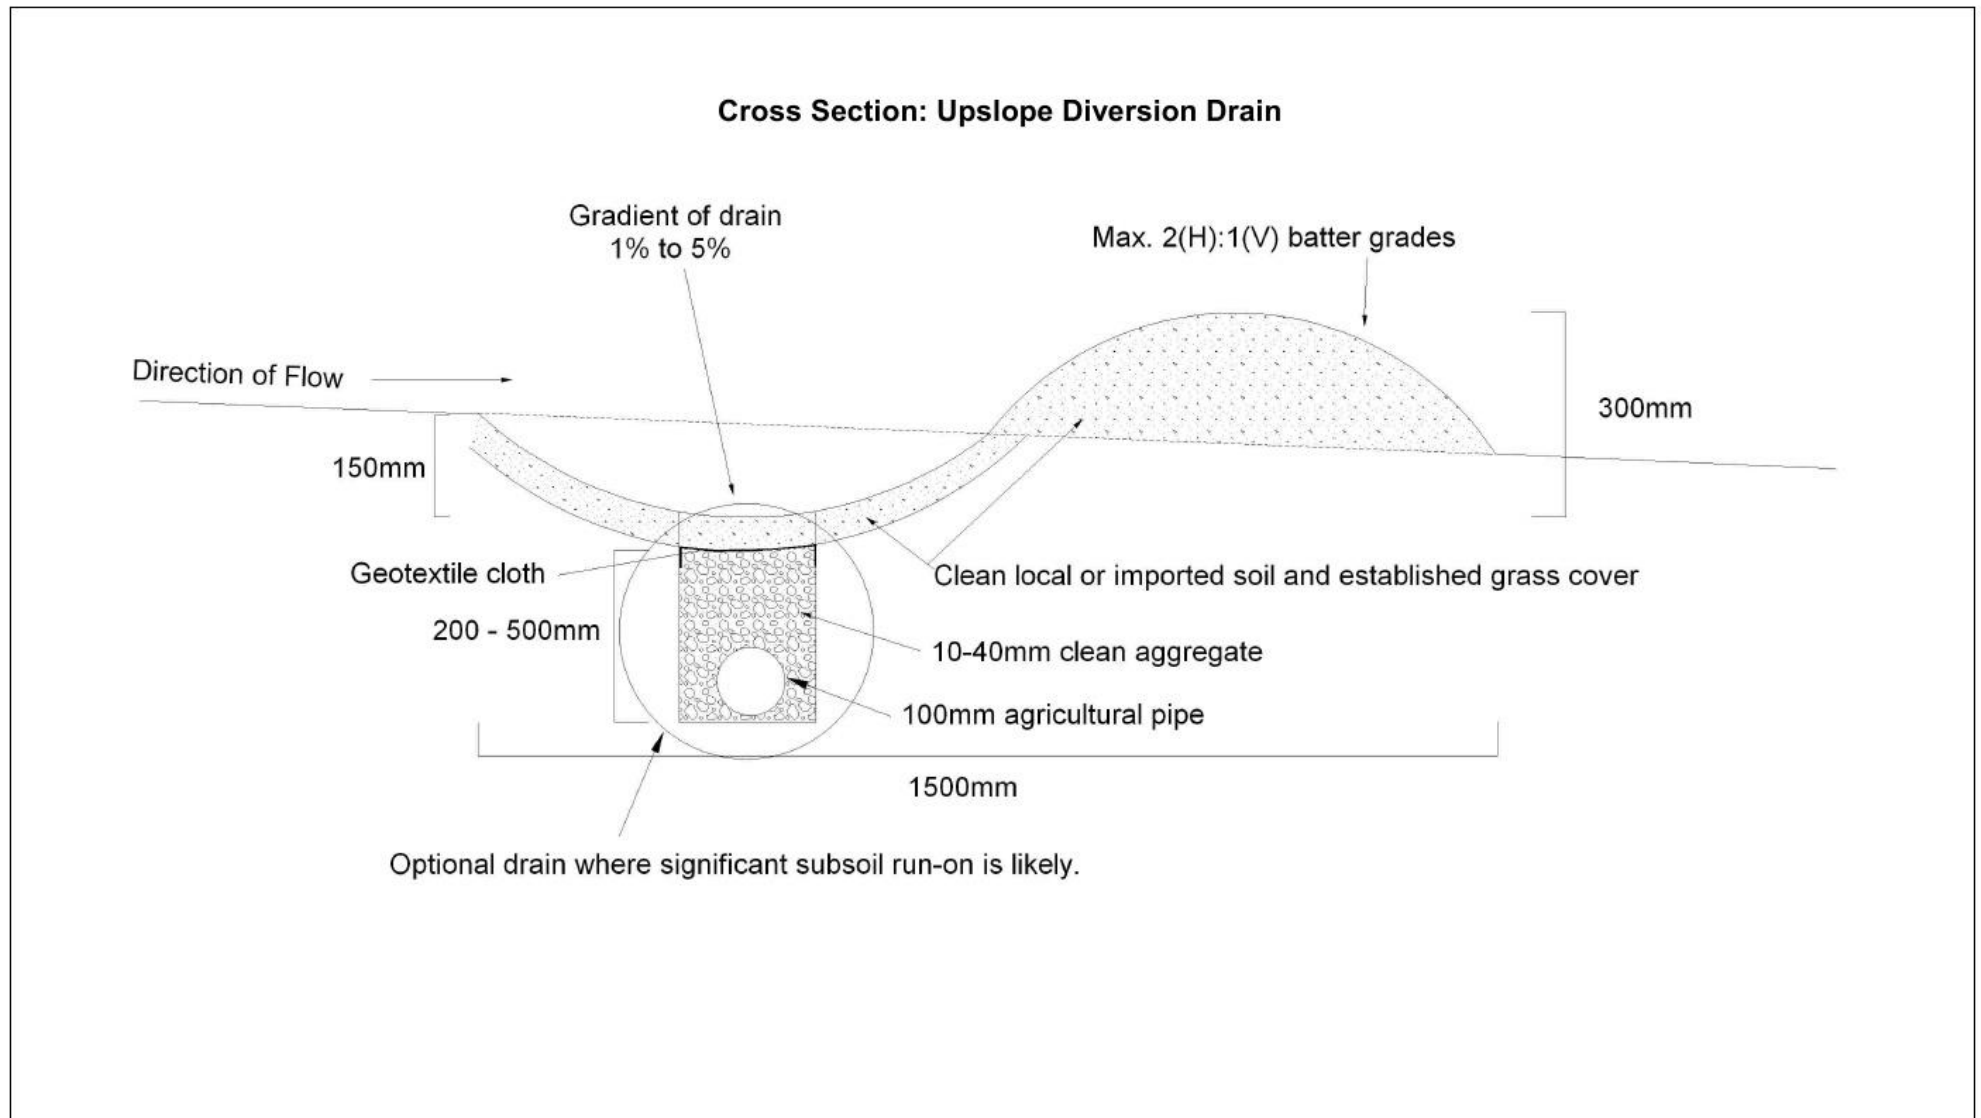 Cross Section: Upslope Diversion Drain
Gradient of drain
1% to 5%
Max. 2(H):1(V) batter grades
Direction of Flow
300mm
150mm
Geotextile cloth
Clean local or imported soil and established grass cover
200 - 500mm
10-40mm clean aggregate
100mm agricultural pipe
1500mm
Optional drain where significant subsoil run-on is likely.